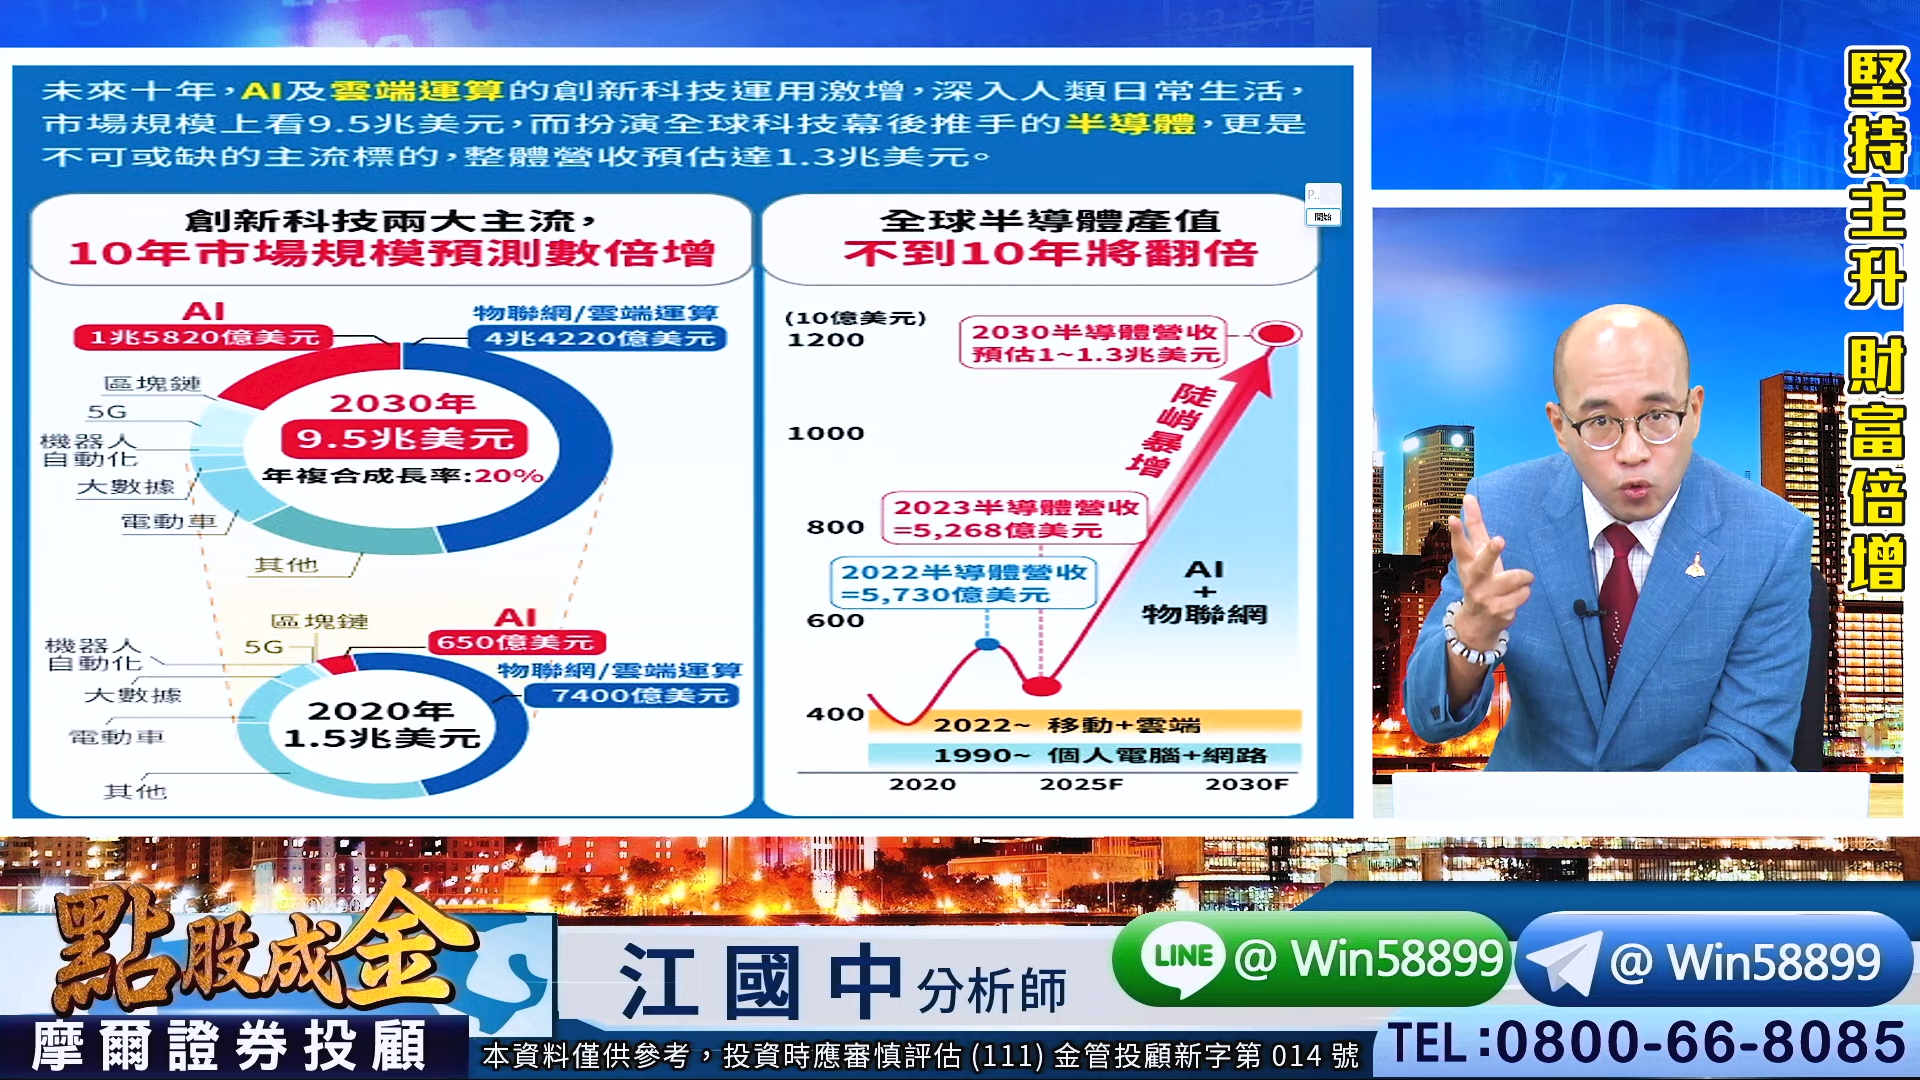 未來十年，AI及雲端運算的創新科技運用激增，深入人類日常生活，
市場規模上看9.5兆美元，而扮演全球科技幕後推手的半導體，更是
不可或缺的主流標的，整體營收預估達1.3兆美元。
創新科技兩大主流，
10年市場規模預測數倍增
AI
1兆5820億美元
物聯網/雲端運算
4兆4220億美元
區塊鏈
5G
機器人
自動化
大數據
電動車
其他
2030年
9.5兆美元
年複合成長率:20%
區塊鏈
AI
650億美元
機器人
自動化
5G
物聯網/雲端運算
7400億美元
大數據
電動車
其他
2020年
1.5兆美元
全球半導體產值
不到10年將翻倍
開始
(10億美元)
1200
1000
800
600
400
2030半導體營收
預估1~1.3兆美元
陡峭暴增
2023半導體營收
=5,268億美元
2022半導體營收
=5,730億美元
AI
+
物聯網
2022~ 移動+雲端
1990~ 個人電腦+網路
2020 2025F 2030F
堅持主升 財富倍增
點股成金
摩爾證券投顧
江國中分析師
LINE @ Win58899
@ Win58899
TEL:0800-66-8085
本資料僅供參考，投資時應審慎評估 (111) 金管投顧新字第 014 號